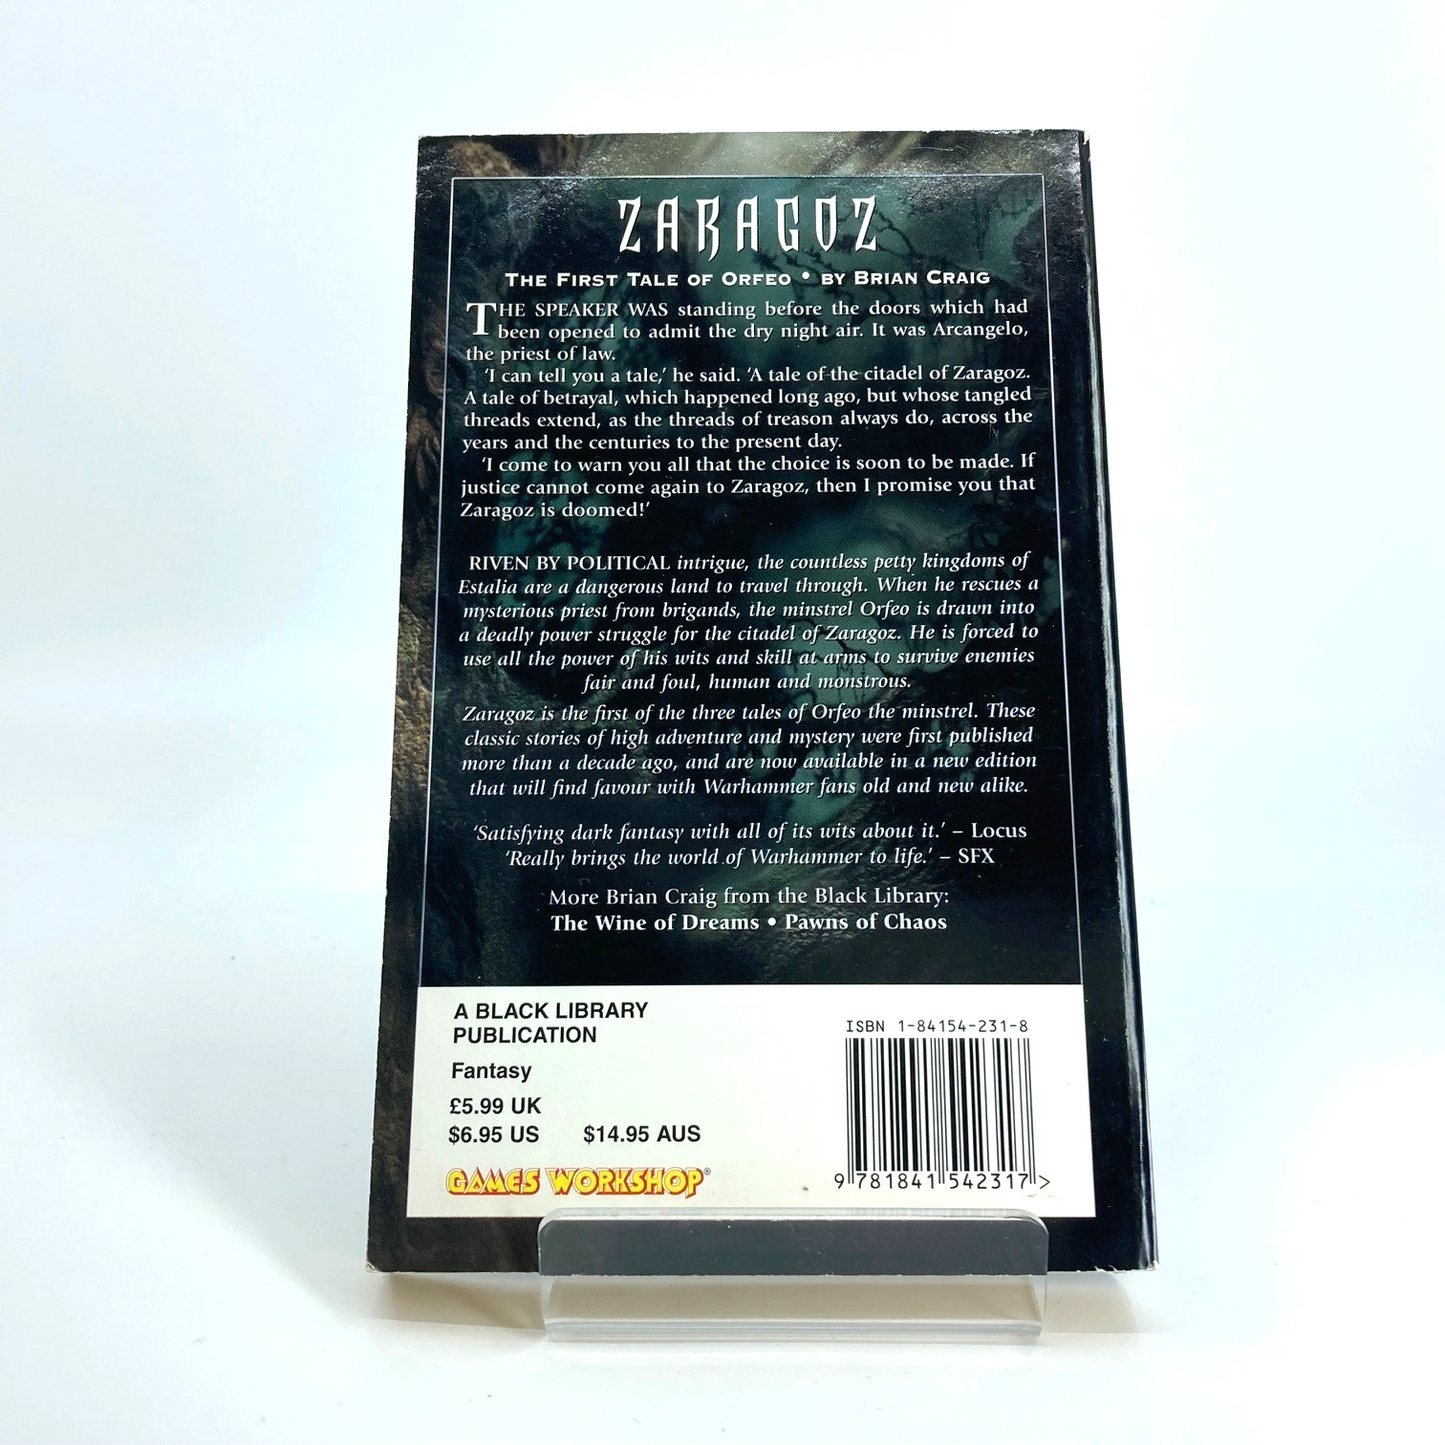 ZARAGOZ
THE FIRST TALE OF ORFEO • BY BRIAN CRAIG
THE SPEAKER WAS standing before the doors which had
been opened to admit the dry night air. It was Arcangelo,
the priest of law.
'I can tell you a tale,' he said. 'A tale of the citadel of Zaragoz.
A tale of betrayal, which happened long ago, but whose tangled
threads extend, as the threads of treason always do, across the
years and the centuries to the present day.
'I come to warn you all that the choice is soon to be made. If
justice cannot come again to Zaragoz, then I promise you that
Zaragoz is doomed!'
RIVEN BY POLITICAL intrigue, the countless petty kingdoms of
Estalia are a dangerous land to travel through. When he rescues a
mysterious priest from brigands, the minstrel Orfeo is drawn into
a deadly power struggle for the citadel of Zaragoz. He is forced to
use all the power of his wits and skill at arms to survive enemies
fair and foul, human and monstrous.
Zaragoz is the first of the three tales of Orfeo the minstrel. These
classic stories of high adventure and mystery were first published
more than a decade ago, and are now available in a new edition
that will find favour with Warhammer fans old and new alike.
'Satisfying dark fantasy with all of its wits about it.' – Locus
'Really brings the world of Warhammer to life.' – SFX
More Brian Craig from the Black Library:
The Wine of Dreams • Pawns of Chaos
A BLACK LIBRARY
PUBLICATION
Fantasy
£5.99 UK
$6.95 US $14.95 AUS
GAMES WORKSHOP®
ISBN 1-84154-231-8
9 781841 542317 >